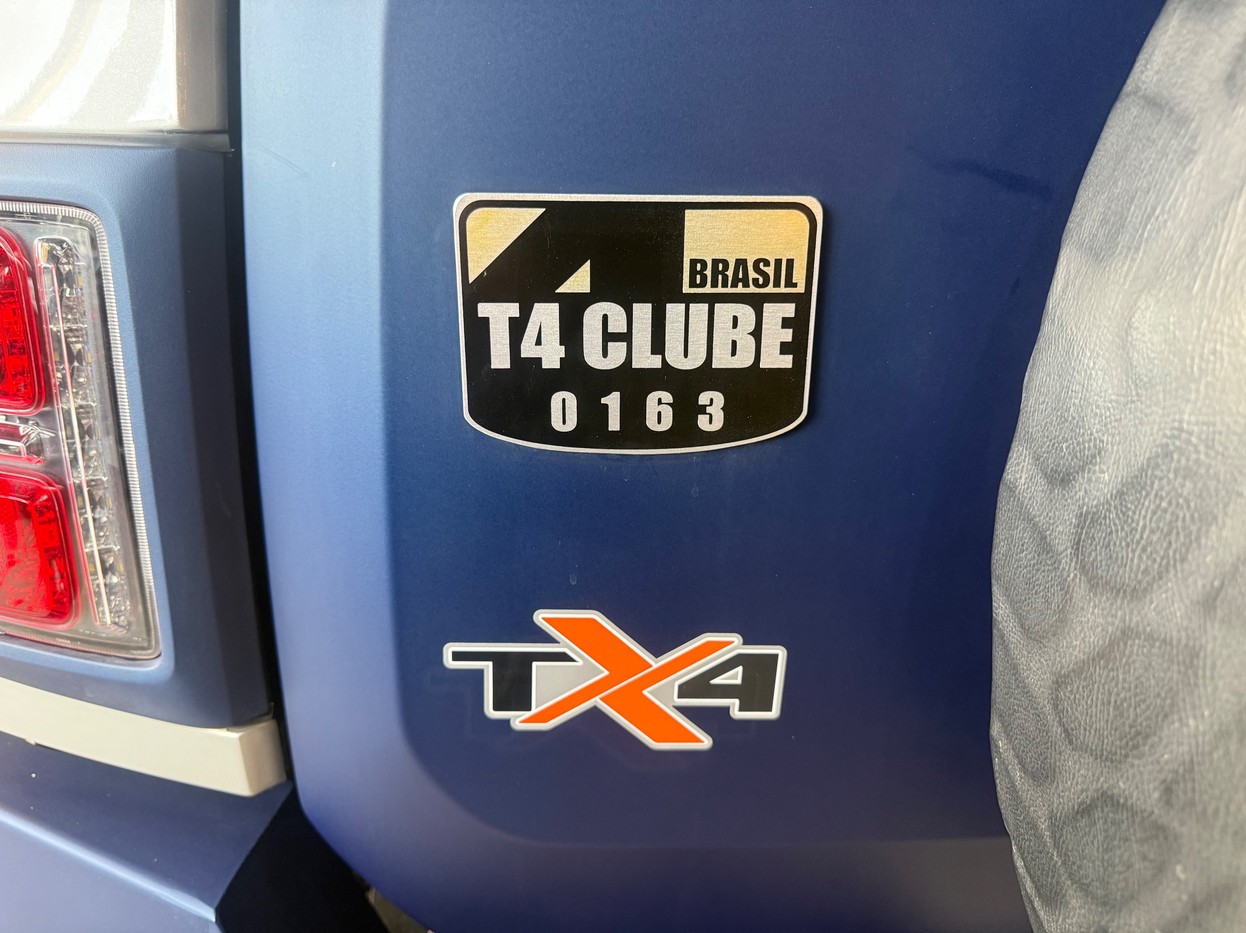 BRASIL
T4 CLUBE
0163
TX4